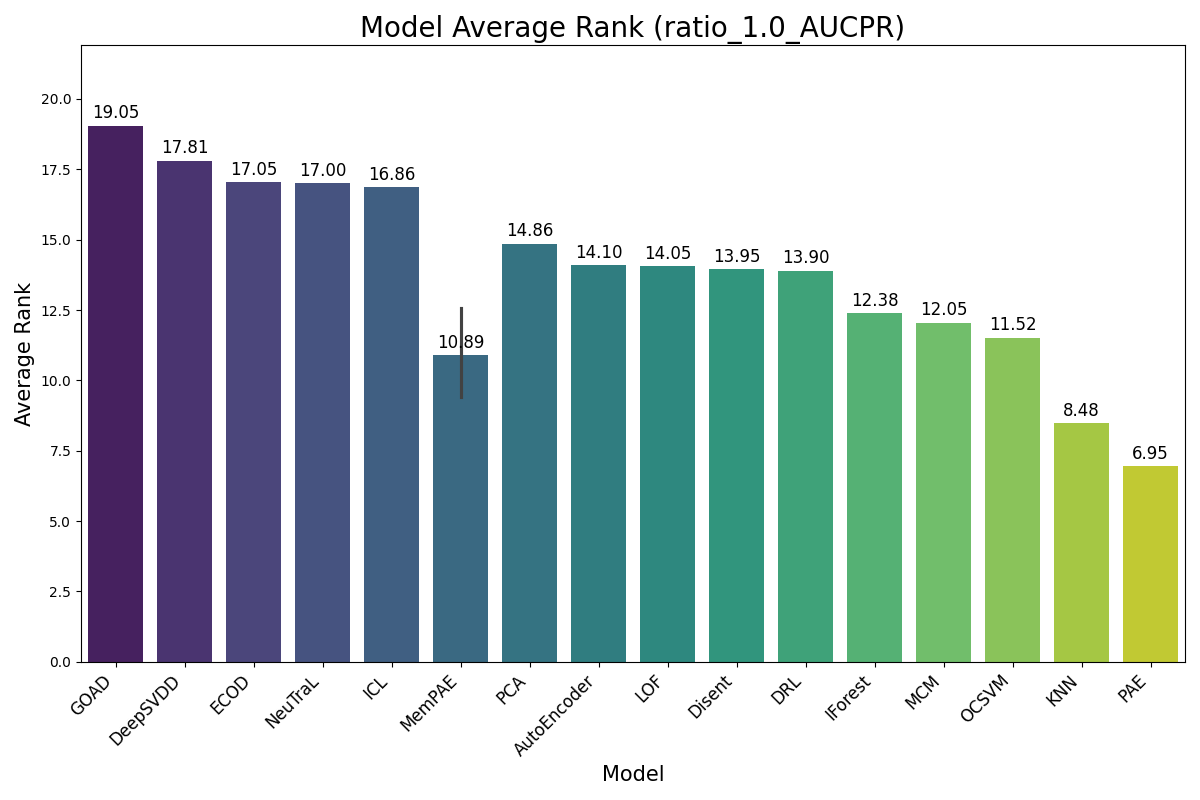 Model Average Rank (ratio_1.0_AUCPR)
Average Rank
20.0
17.5
15.0
12.5
10.0
7.5
5.0
2.5
0.0
19.05
17.81
17.05
17.00
16.86
10.89
14.86
14.10
14.05
13.95
13.90
12.38
12.05
11.52
8.48
6.95
GOAD
DeepSVDD
ECOD
NeuTraL
ICL
MemPAE
PCA
AutoEncoder
LOF
Disent
DRL
IForest
MCM
OCSVM
KNN
PAE
Model